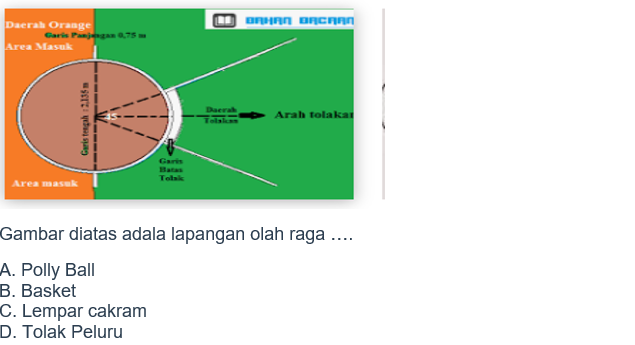 BAHAN BACAAN
Daerah Orange
Garis Panjangan 0,75 m
Area Masuk
Garis tengah : 2,135 m
45
Daerah
Tolakan
Arah tolakan
Garis
Batas
Tolak
Area masuk
Gambar diatas adala lapangan olah raga ....
A. Polly Ball
B. Basket
C. Lempar cakram
D. Tolak Peluru